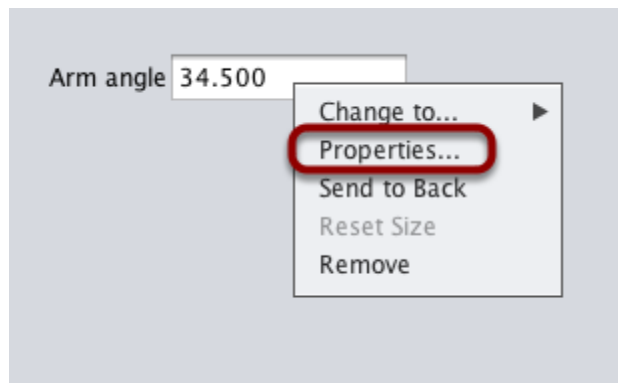 Arm angle 34.500
Change to...
Properties...
Send to Back
Reset Size
Remove